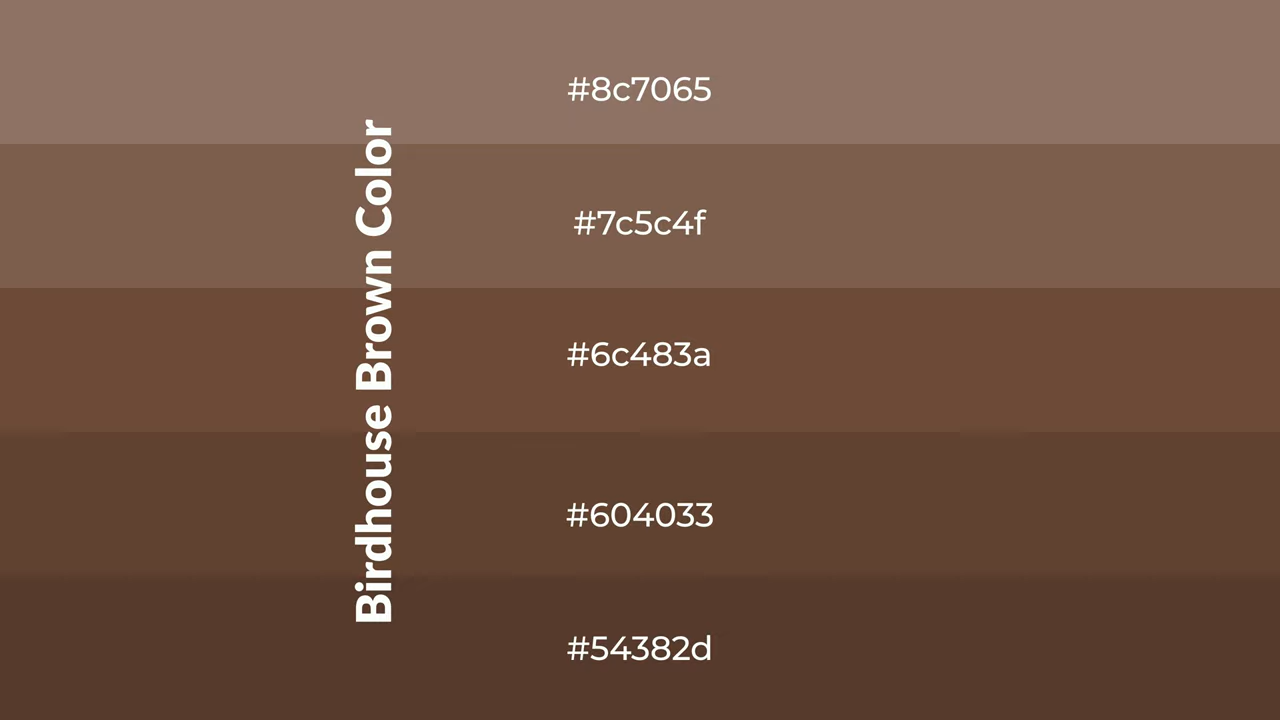 Birdhouse Brown Color
#8c7065
#7c5c4f
#6c483a
#604033
#54382d